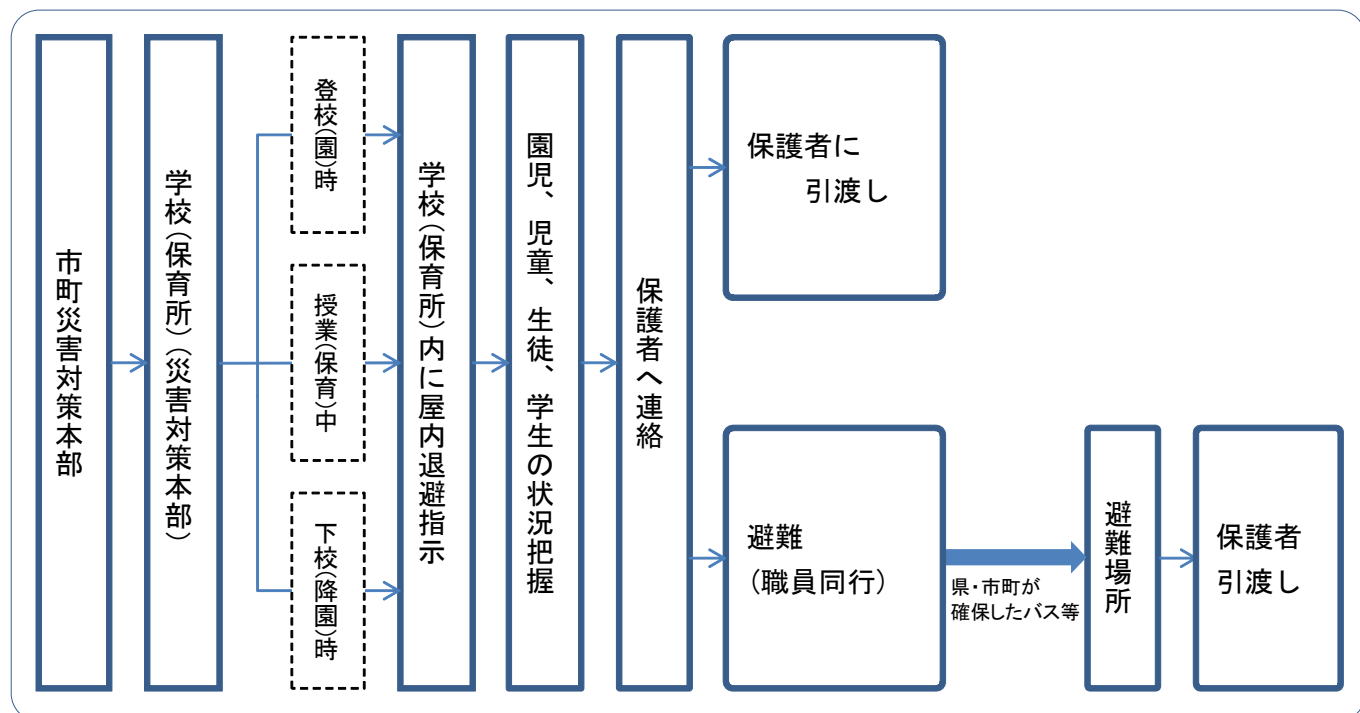 市町災害対策本部
学校(保育所)(災害対策本部)
登校(園)時
授業(保育)中
下校(降園)時
学校(保育所)内に屋内退避指示
園児、児童、生徒、学生の状況把握
保護者へ連絡
保護者に
引渡し
避難
(職員同行)
県・市町が
確保したバス等
避難場所
保護者
引渡し